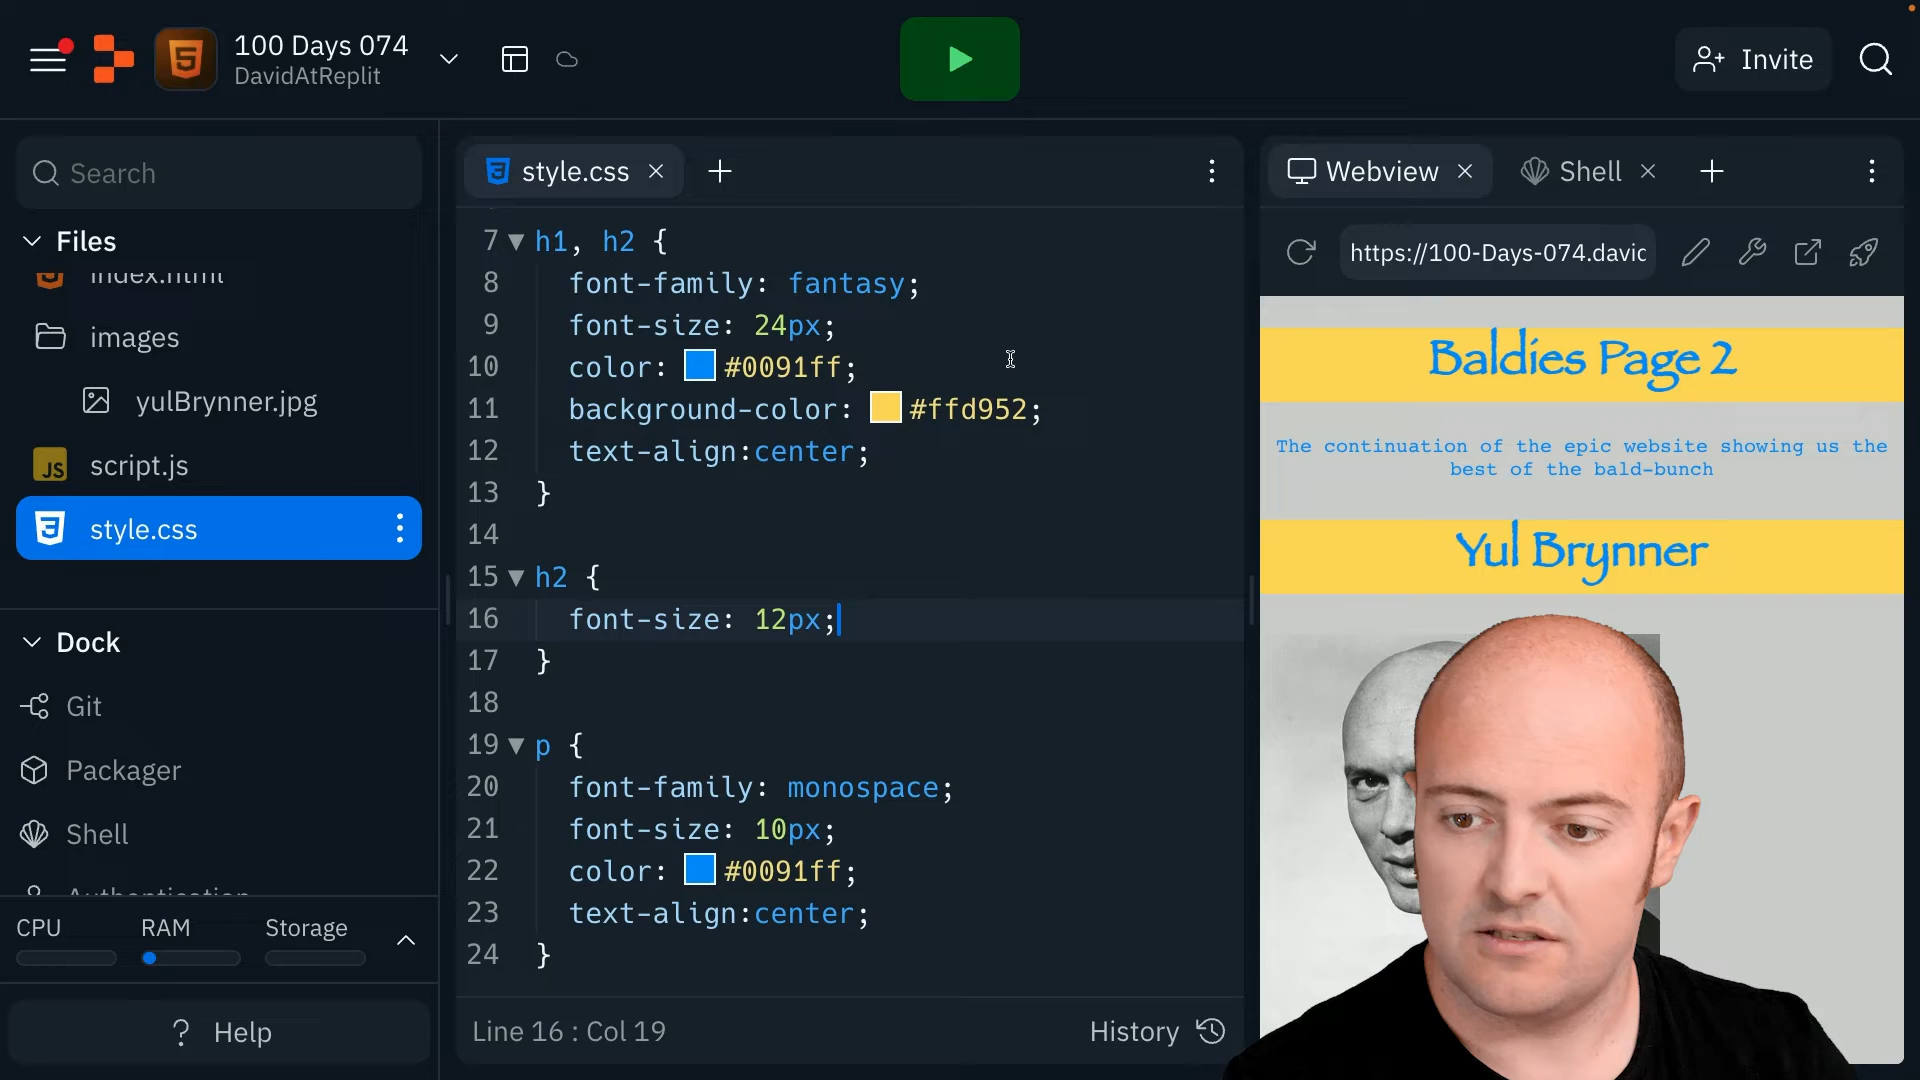 100 Days 074
DavidAtReplit
Invite
Search
Files
index.html
images
yulBrynner.jpg
JS script.js
style.css
Dock
Git
Packager
Shell
Authentication
CPU RAM Storage
? Help
style.css
7 h1, h2 {
8 font-family: fantasy;
9 font-size: 24px;
10 color: #0091ff;
11 background-color: #ffd952;
12 text-align:center;
13 }
14
15 h2 {
16 font-size: 12px;
17 }
18
19 p {
20 font-family: monospace;
21 font-size: 10px;
22 color: #0091ff;
23 text-align:center;
24 }
Line 16 : Col 19
History
Webview Shell
https://100-Days-074.davic
Baldies Page 2
The continuation of the epic website showing us the
best of the bald-bunch
Yul Brynner